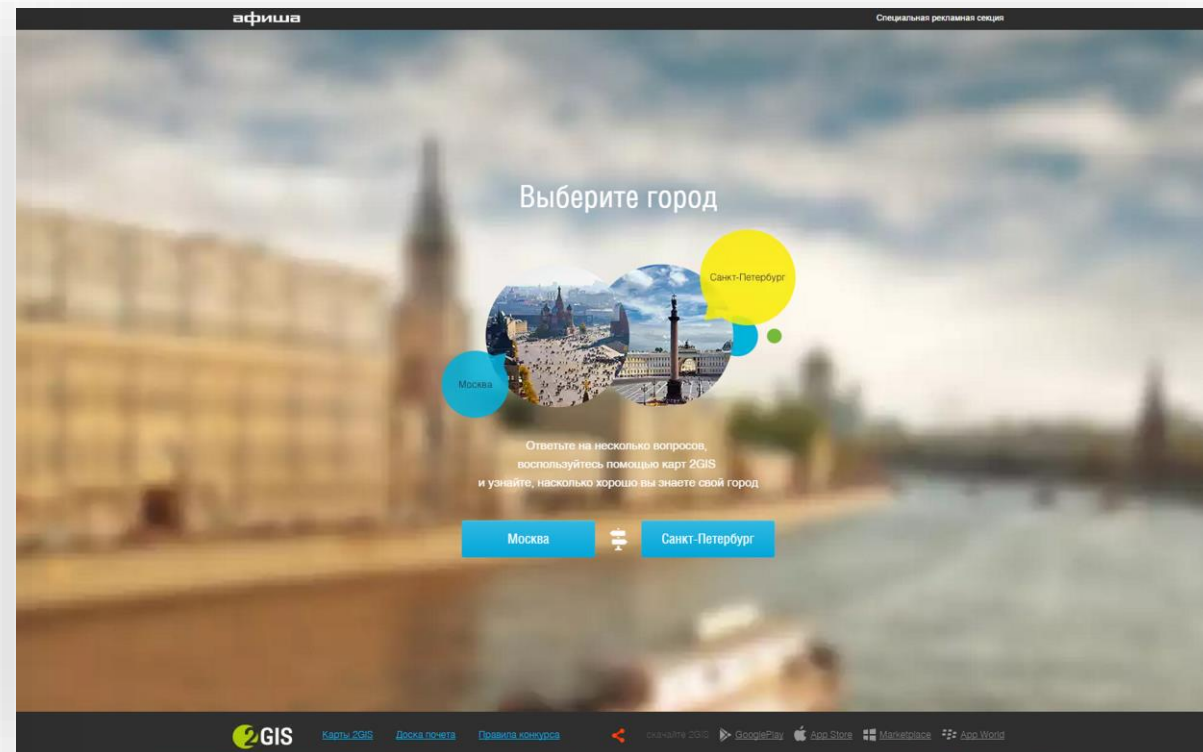 афиша
Специальная рекламная секция
Выберите город
Санкт-Петербург
Москва
Ответьте на несколько вопросов,
воспользуйтесь помощью карт 2GIS
и узнайте, насколько хорошо вы знаете свой город
Москва
Санкт-Петербург
2GIS
Карты 2GIS
Доска почета
Правила конкурса
скачайте 2GIS
GooglePlay
App Store
Marketplace
App World